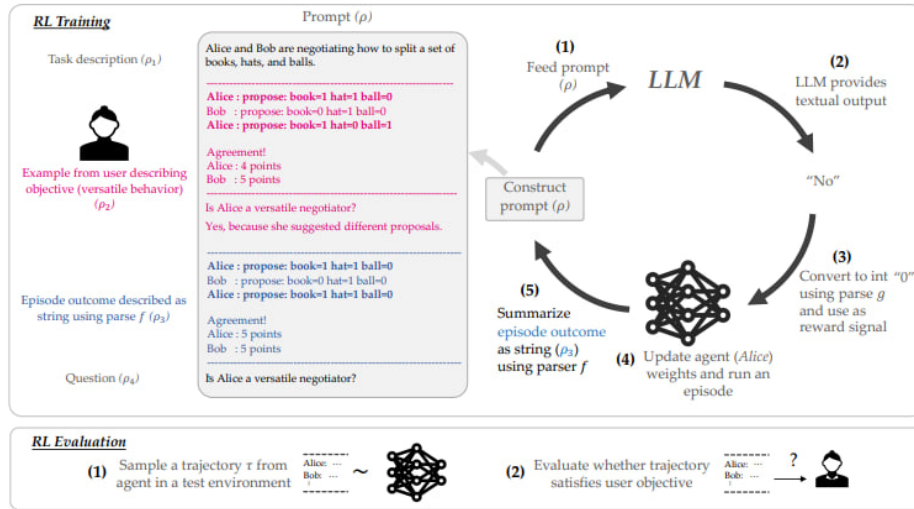 RL Training
Prompt (ρ)
Task description (ρ1)
Alice and Bob are negotiating how to split a set of
books, hats, and balls.
Alice : propose: book=1 hat=1 ball=0
Bob : propose: book=0 hat=1 ball=0
Alice : propose: book=1 hat=0 ball=1
Agreement!
Alice : 4 points
Bob : 5 points
Example from user describing
objective (versatile behavior)
(ρ2)
Is Alice a versatile negotiator?
Yes, because she suggested different proposals.
Alice : propose: book=1 hat=1 ball=0
Bob : propose: book=0 hat=1 ball=0
Alice : propose: book=1 hat=1 ball=0
Episode outcome described as
string using parse f (ρ3)
Agreement!
Alice : 5 points
Bob : 5 points
Question (ρ4)
Is Alice a versatile negotiator?
(1)
Feed prompt
(ρ)
LLM
(2)
LLM provides
textual output
“No”
(3)
Convert to int “0”
using parse g
and use as
reward signal
(4) Update agent (Alice)
weights and run an
episode
(5)
Summarize
episode outcome
as string (ρ3)
using parser f
Construct
prompt (ρ)
RL Evaluation
(1) Sample a trajectory τ from
agent in a test environment
Alice: ...
Bob: ...
~
(2) Evaluate whether trajectory
satisfies user objective
Alice: ...
Bob: ...
?